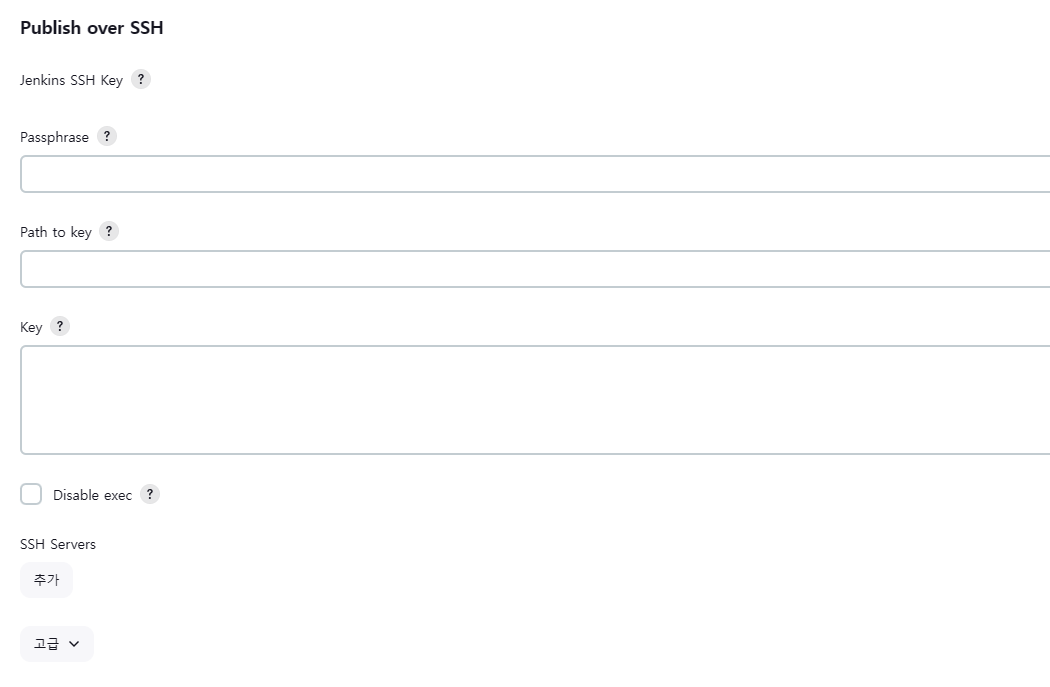 Publish over SSH
Jenkins SSH Key ?
Passphrase ?
Path to key ?
Key ?
Disable exec ?
SSH Servers
추가
고급